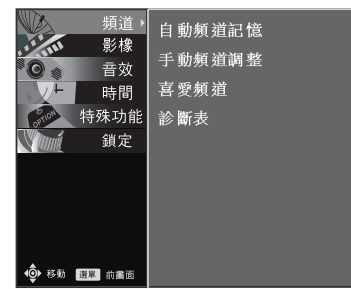 頻道
影像
音效
時間
OPTION 特殊功能
鎖定
移動 選單 前畫面
自動頻道記憶
手動頻道調整
喜愛頻道
診斷表